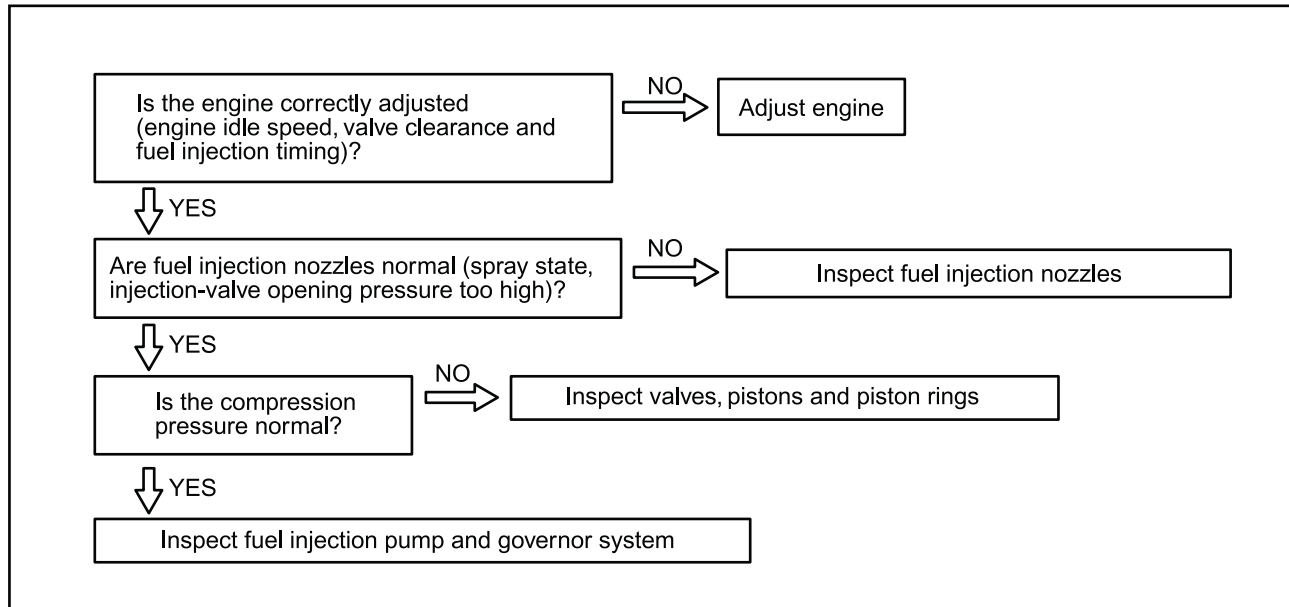 Is the engine correctly adjusted
(engine idle speed, valve clearance and
fuel injection timing)?
NO
Adjust engine
YES
Are fuel injection nozzles normal (spray state,
injection-valve opening pressure too high)?
NO
Inspect fuel injection nozzles
YES
Is the compression
pressure normal?
NO
Inspect valves, pistons and piston rings
YES
Inspect fuel injection pump and governor system